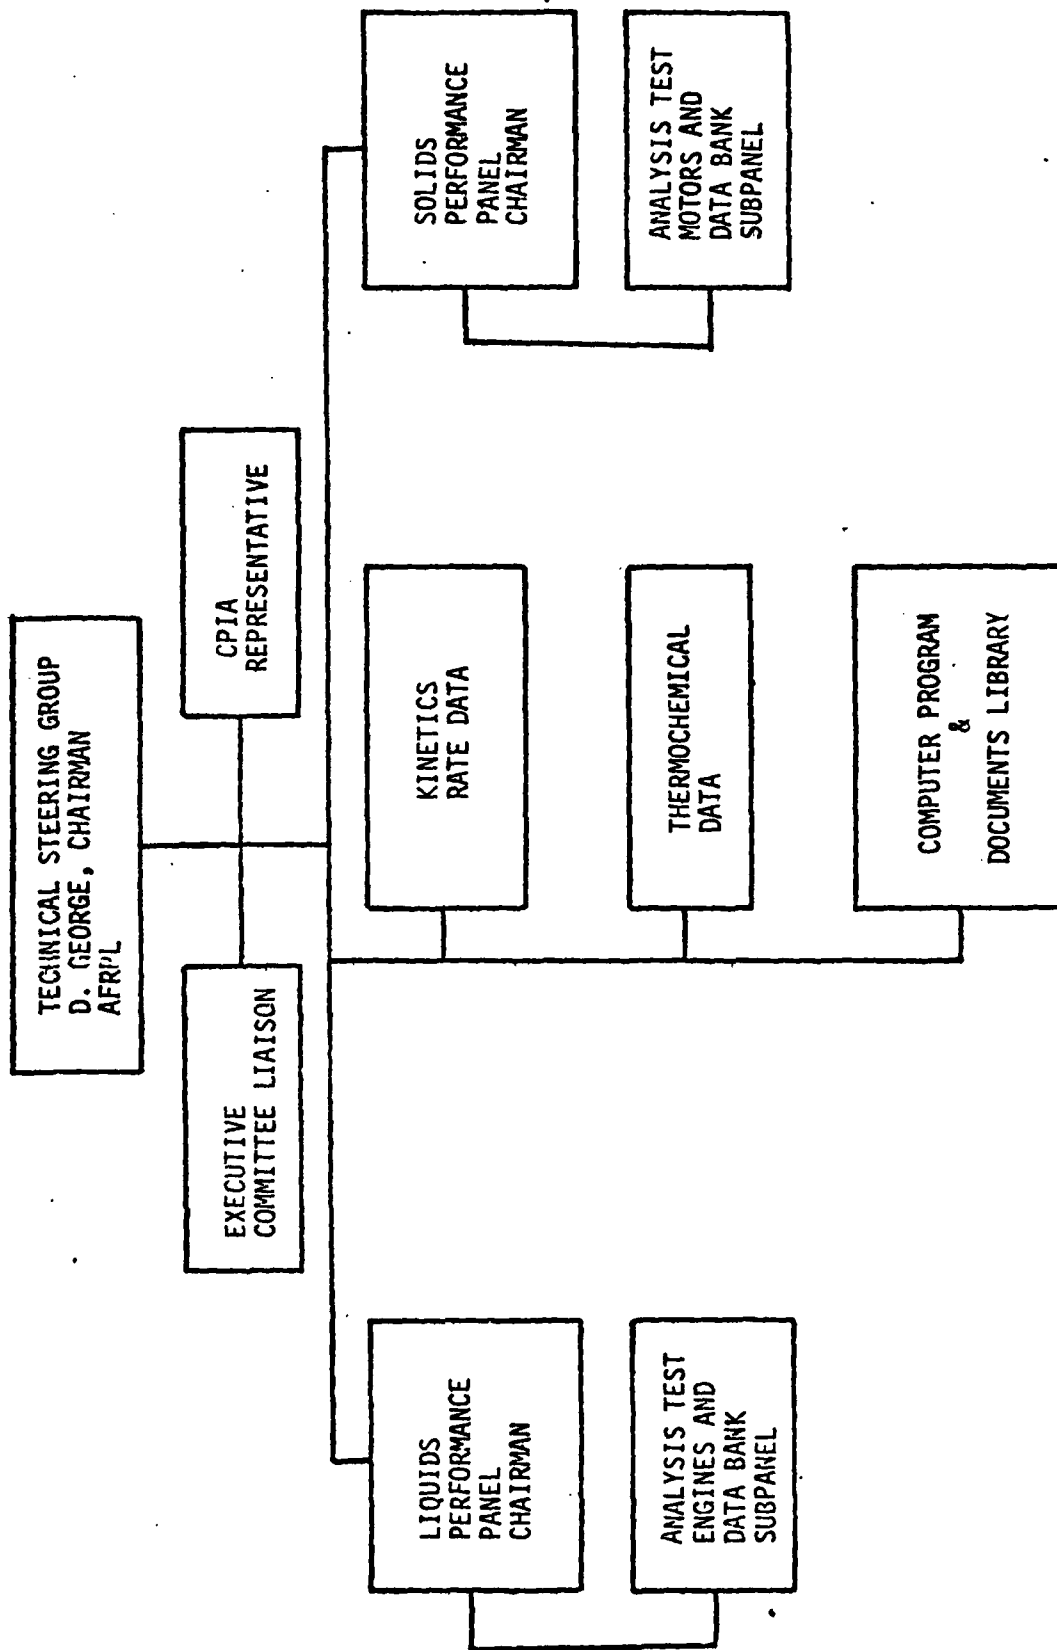 TECHNICAL STEERING GROUP
D. GEORGE, CHAIRMAN
AFRPL
EXECUTIVE
COMMITTEE LIAISON
CPIA
REPRESENTATIVE
LIQUIDS
PERFORMANCE
PANEL
CHAIRMAN
ANALYSIS TEST
ENGINES AND
DATA BANK
SUBPANEL
KINETICS
RATE DATA
THERMOCHEMICAL
DATA
COMPUTER PROGRAM
&
DOCUMENTS LIBRARY
SOLIDS
PERFORMANCE
PANEL
CHAIRMAN
ANALYSIS TEST
MOTORS AND
DATA BANK
SUBPANEL